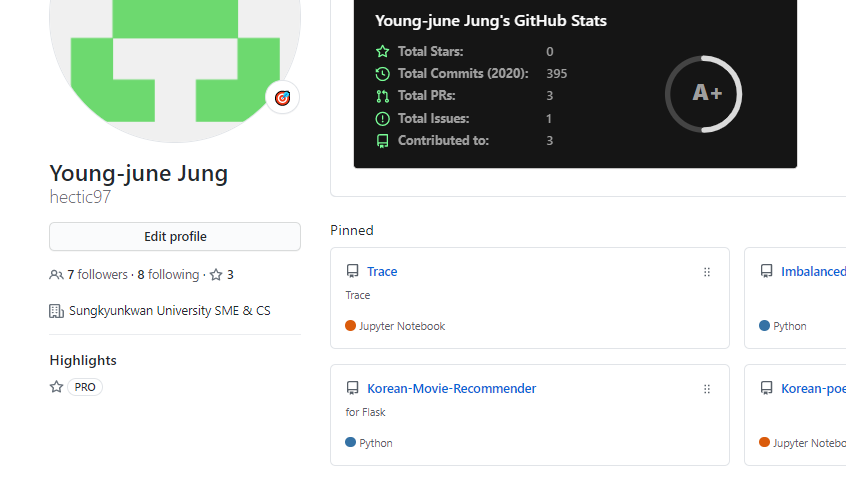 Young-june Jung's GitHub Stats
Total Stars: 0
Total Commits (2020): 395
Total PRs: 3
Total Issues: 1
Contributed to: 3
A+
Young-june Jung
hectic97
Edit profile
7 followers · 8 following · 3
Sungkyunkwan University SME & CS
Highlights
PRO
Pinned
Trace
Trace
Jupyter Notebook
Imbalanced
Python
Korean-Movie-Recommender
for Flask
Python
Korean-poe
Jupyter Notebo